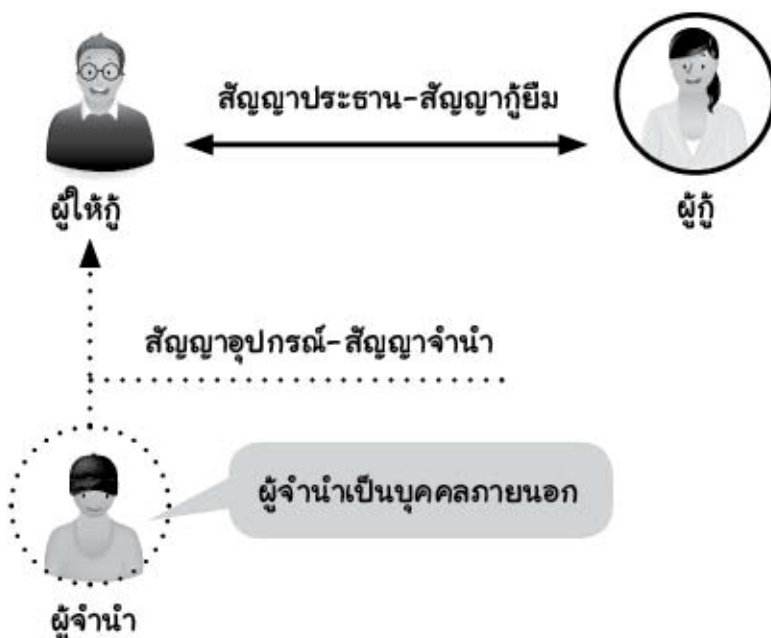 สัญญาประธาน-สัญญากู้ยืม
ผู้ให้กู้
ผู้กู้
สัญญาอุปกรณ์-สัญญาจำนำ
ผู้จำนำเป็นบุคคลภายนอก
ผู้จำนำ